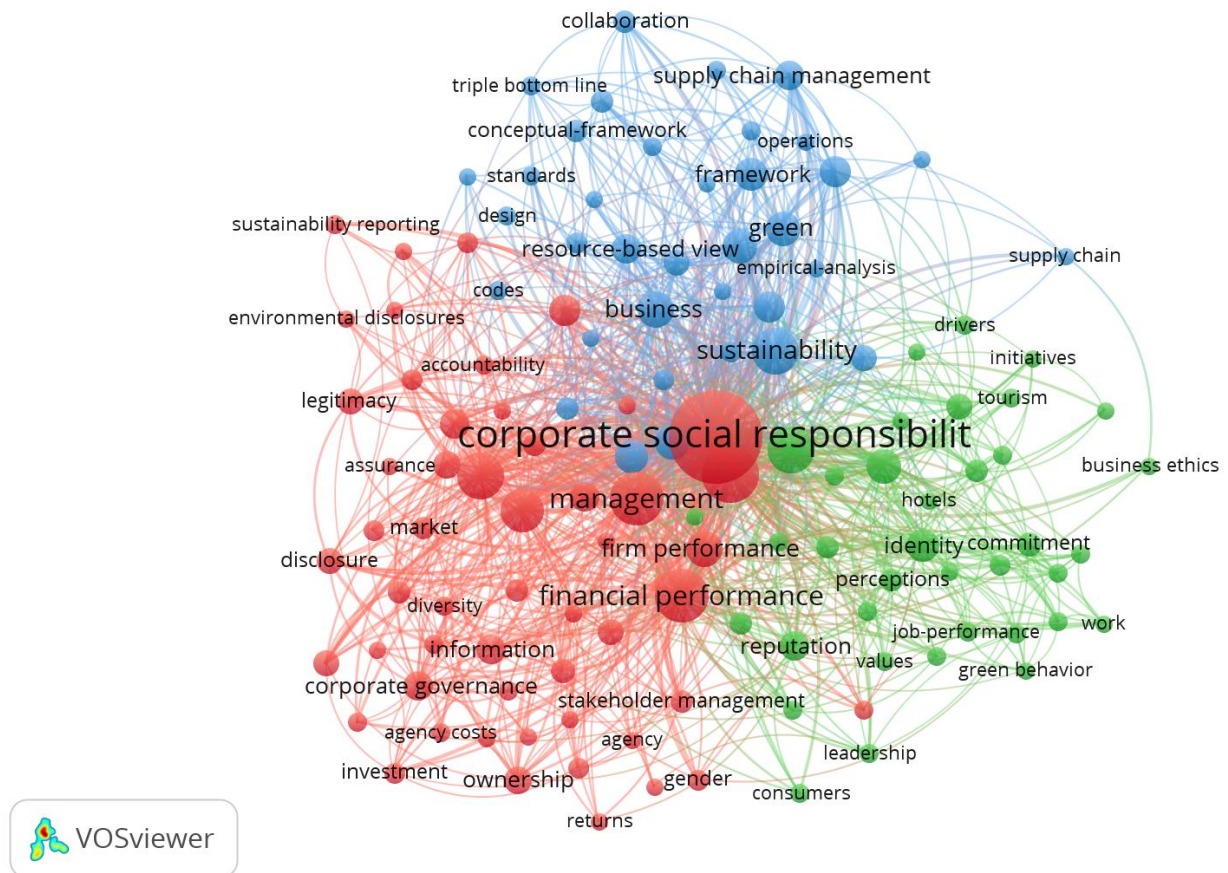 collaboration
supply chain management
triple bottom line
conceptual-framework
operations
standards
framework
sustainability reporting
design
green
resource-based view
empirical-analysis
supply chain
codes
business
environmental disclosures
drivers
sustainability
initiatives
accountability
tourism
legitimacy
corporate social responsibilit
assurance
business ethics
management
hotels
market
firm performance
identity
commitment
disclosure
perceptions
financial performance
diversity
work
job-performance
information
reputation
values
green behavior
corporate governance
stakeholder management
agency costs
agency
leadership
investment
ownership
gender
consumers
returns
VOSviewer